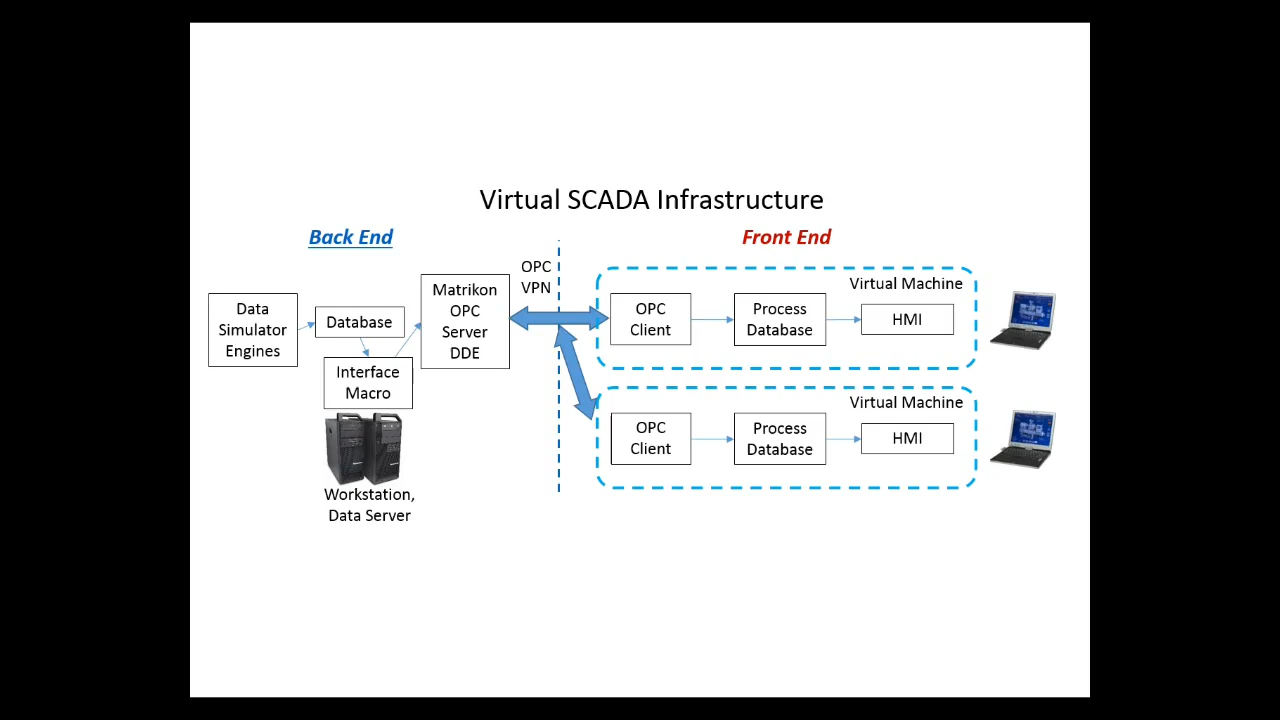 Virtual SCADA Infrastructure
Back End
Front End
Data
Simulator
Engines
Database
Interface
Macro
Workstation,
Data Server
Matrikon
OPC
Server
DDE
OPC
VPN
Virtual Machine
OPC
Client
Process
Database
HMI
Virtual Machine
OPC
Client
Process
Database
HMI